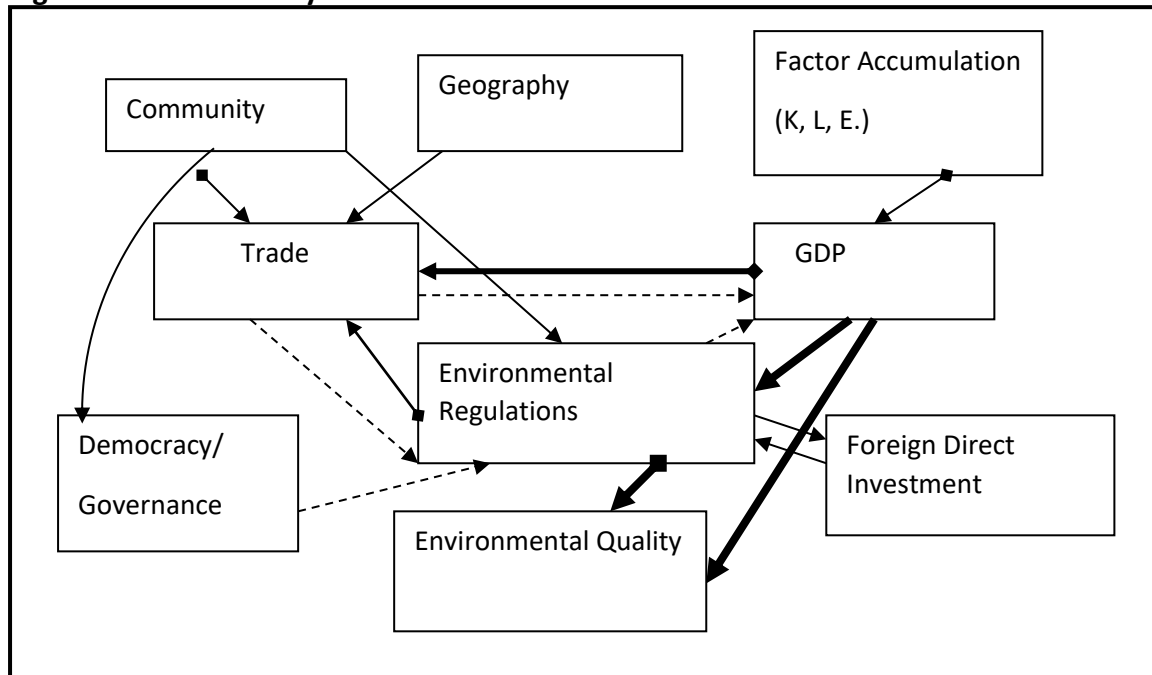 Factor Accumulation
(K, L, E.)
Geography
Community
Trade
GDP
Environmental
Regulations
Democracy/
Governance
Foreign Direct
Investment
Environmental Quality